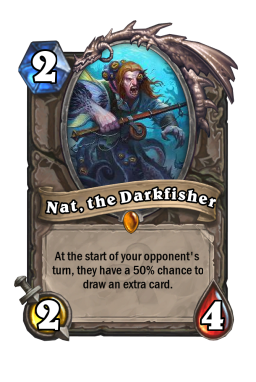 2
Nat, the Darkfisher
At the start of your opponent's
turn, they have a 50% chance to
draw an extra card.
2
4